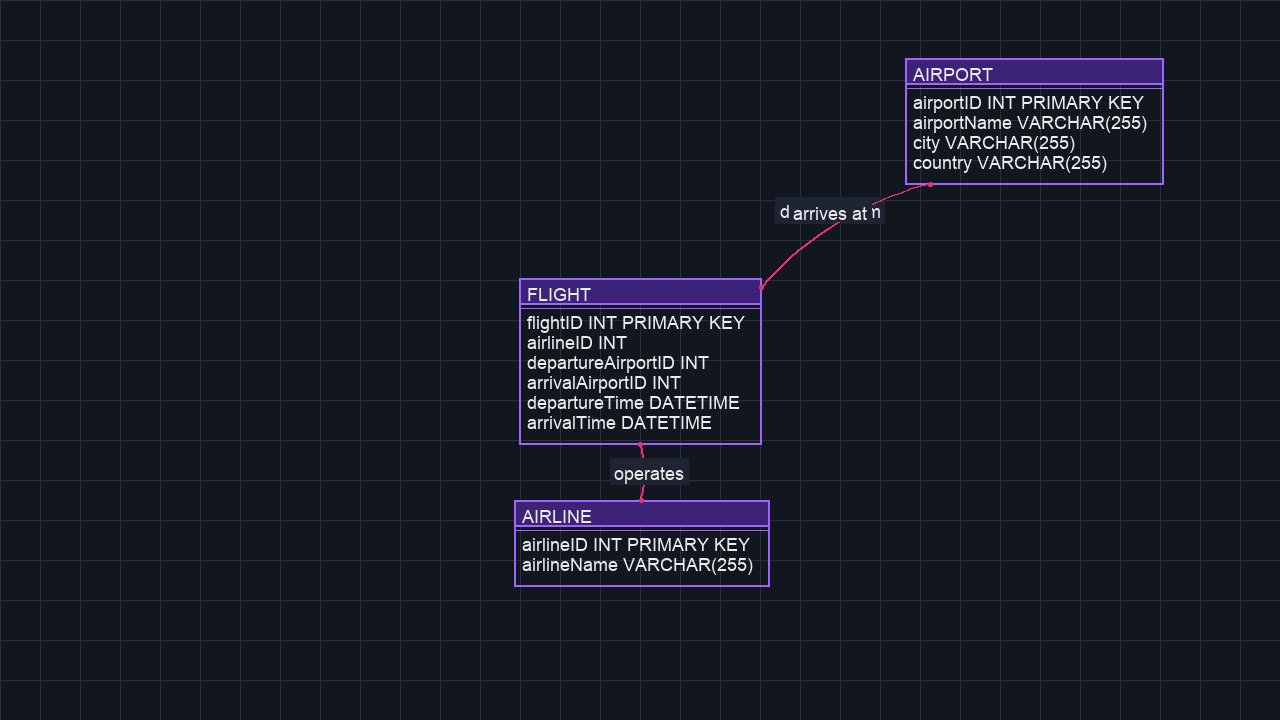 AIRPORT
airportID INT PRIMARY KEY
airportName VARCHAR(255)
city VARCHAR(255)
country VARCHAR(255)
arrives at
FLIGHT
flightID INT PRIMARY KEY
airlineID INT
departureAirportID INT
arrivalAirportID INT
departureTime DATETIME
arrivalTime DATETIME
operates
AIRLINE
airlineID INT PRIMARY KEY
airlineName VARCHAR(255)